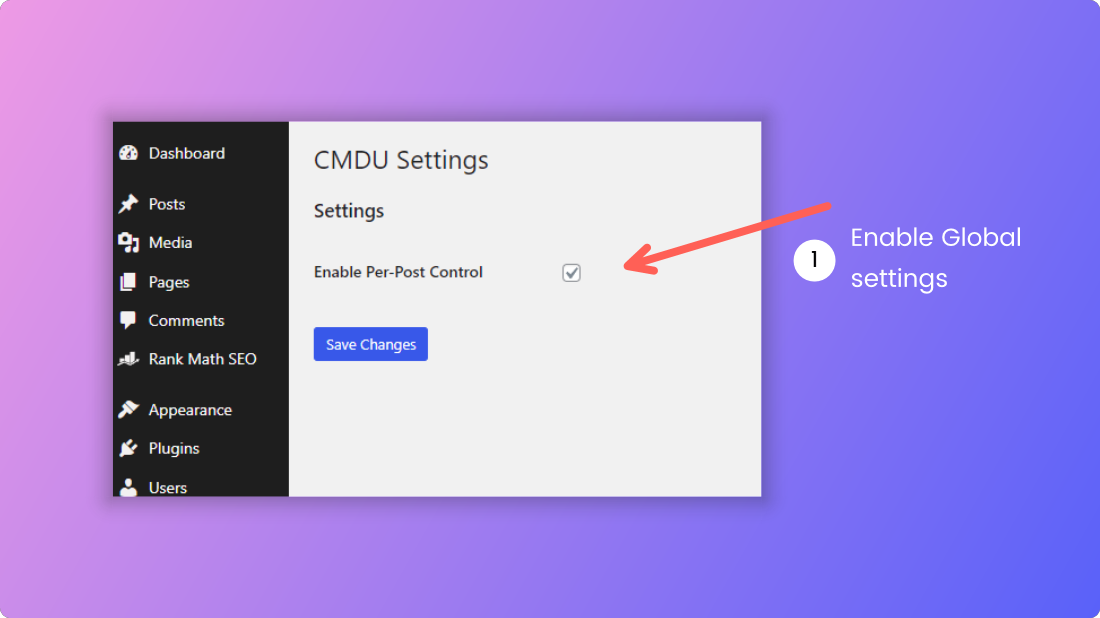 Dashboard
Posts
Media
Pages
Comments
Rank Math SEO
Appearance
Plugins
Users
CMDU Settings
Settings
Enable Per-Post Control
Save Changes
1
Enable Global
settings